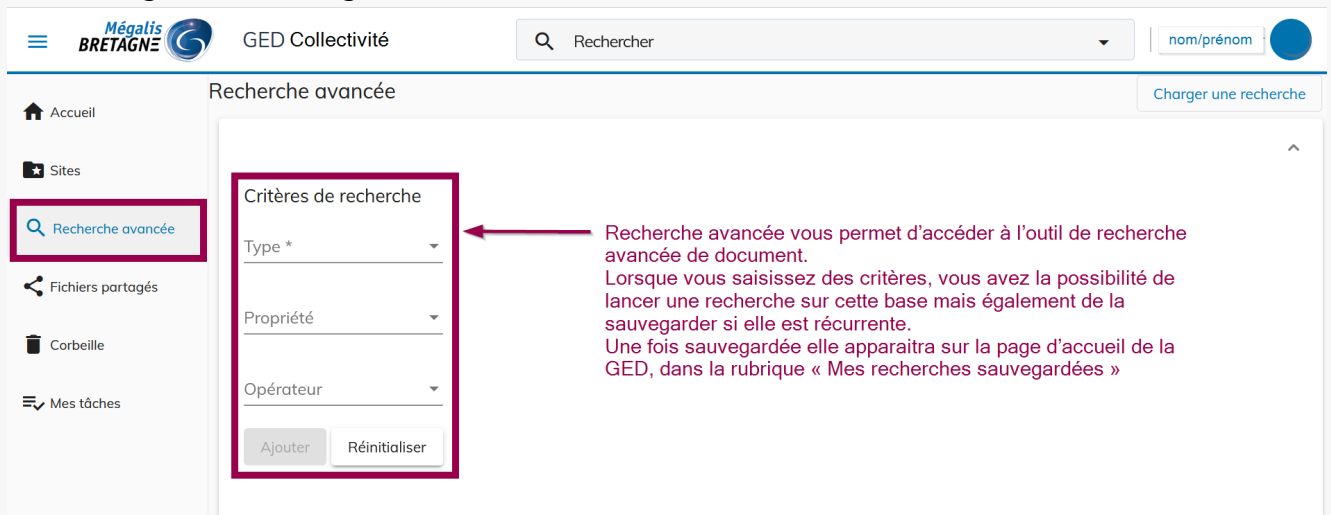 Mégalis
BRETAGNE
GED Collectivité
Rechercher
nom/prénom
Accueil
Sites
Recherche avancée
Fichiers partagés
Corbeille
Mes tâches
Recherche avancée
Charger une recherche
Critères de recherche
Type *
Propriété
Opérateur
Ajouter
Réinitialiser
Recherche avancée vous permet d’accéder à l’outil de recherche
avancée de document.
Lorsque vous saisissez des critères, vous avez la possibilité de
lancer une recherche sur cette base mais également de la
sauvegarder si elle est récurrente.
Une fois sauvegardée elle apparaitra sur la page d’accueil de la
GED, dans la rubrique « Mes recherches sauvegardées »